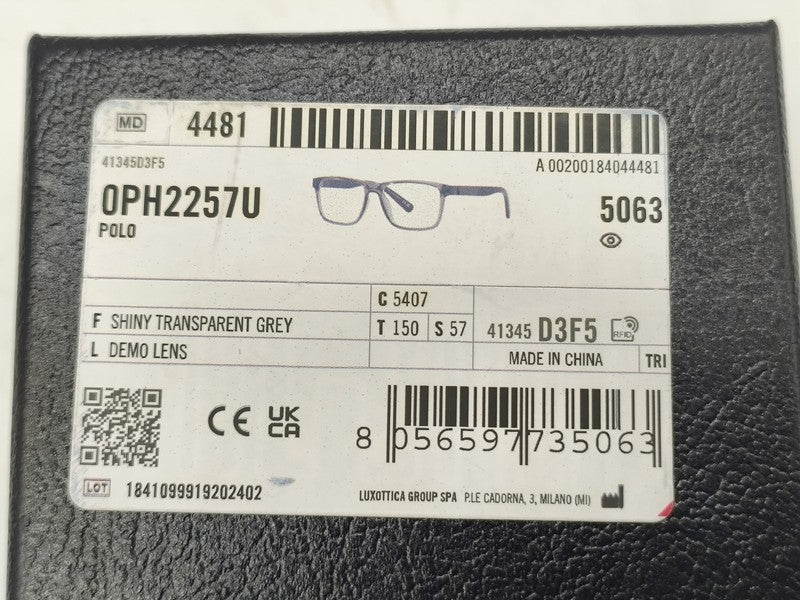 MD 4481
41345D3F5
A 00200184044481
0PH2257U
5063
POLO
C 5407
F SHINY TRANSPARENT GREY
T 150 S 57
41345 D3F5 RFID
L DEMO LENS
MADE IN CHINA
TRI
CE UK CA
8 056597 735063
LOT 1841099919202402
LUXOTTICA GROUP SPA P.LE CADORNA, 3, MILANO (MI)